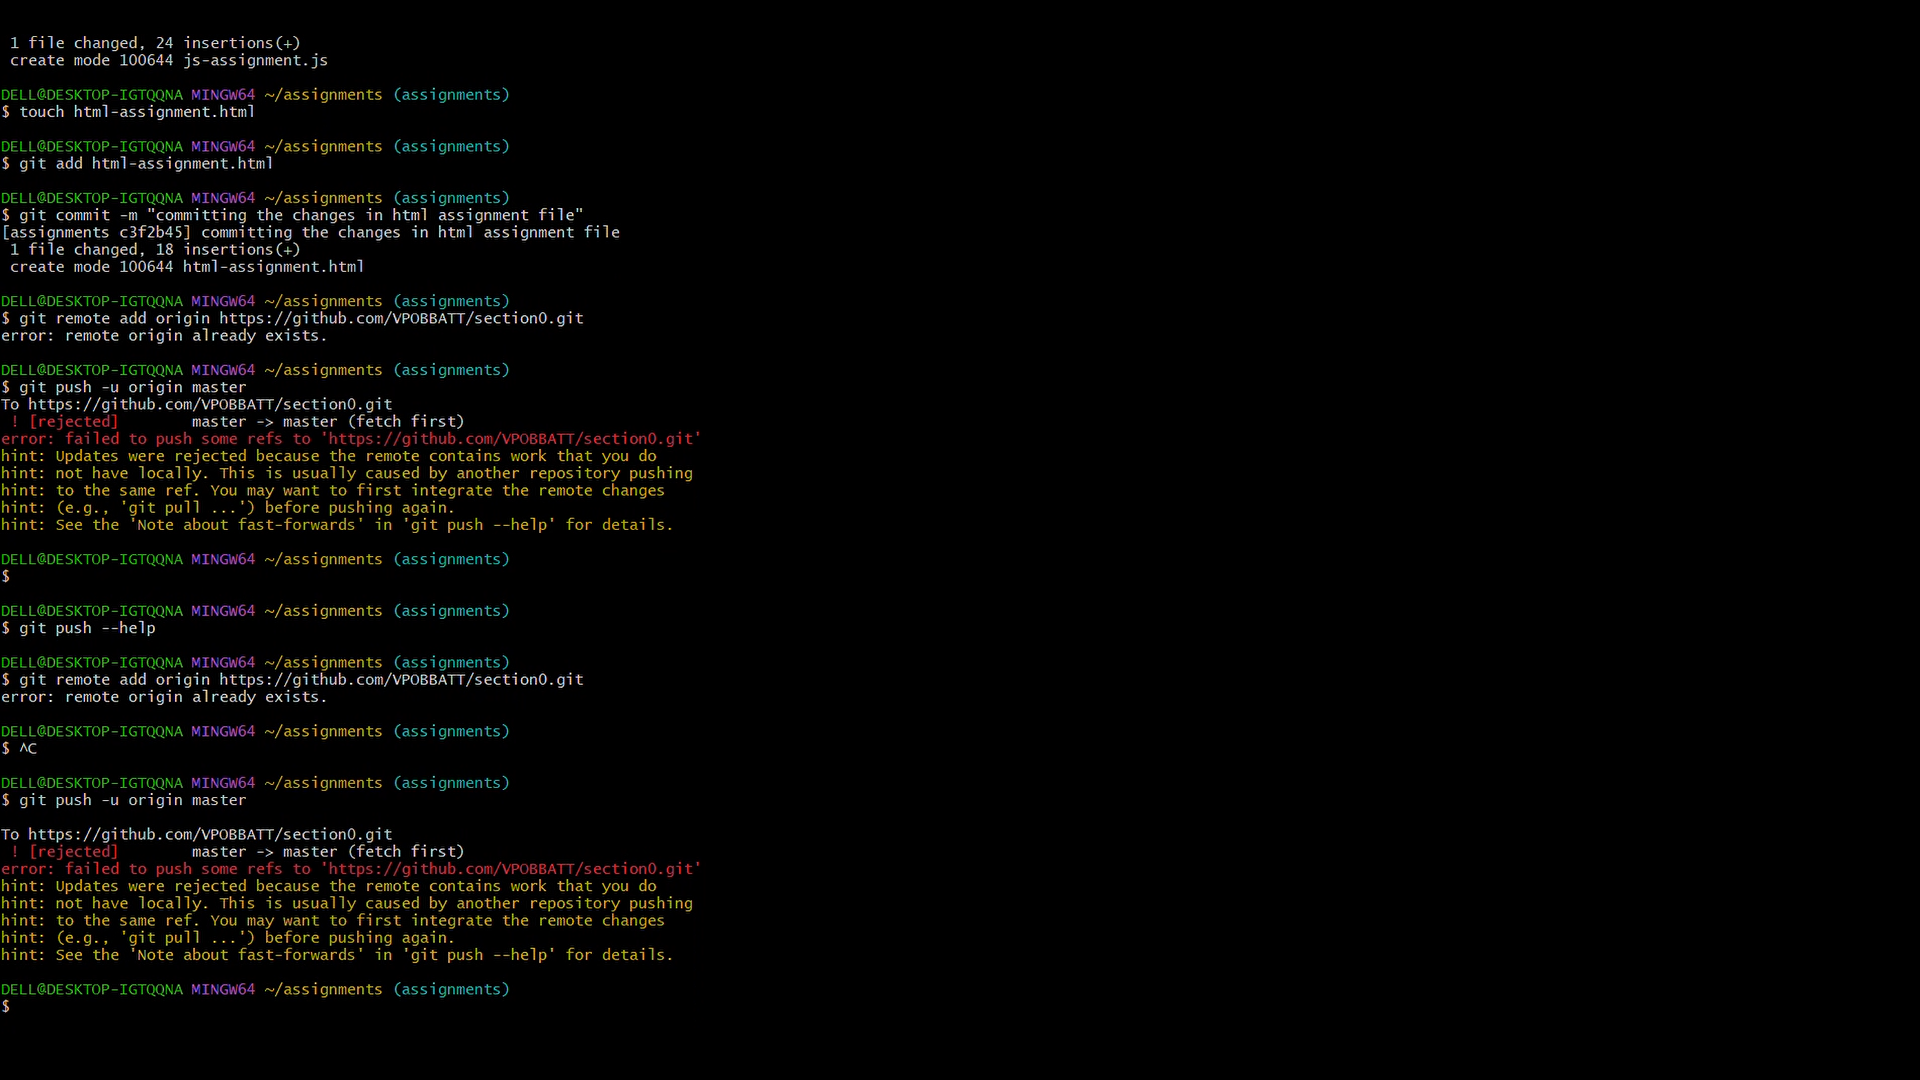 1 file changed, 24 insertions(+)
create mode 100644 js-assignment.js
DELL@DESKTOP-IGTQQNA MINGW64 ~/assignments (assignments)
$ touch html-assignment.html
DELL@DESKTOP-IGTQQNA MINGW64 ~/assignments (assignments)
$ git add html-assignment.html
DELL@DESKTOP-IGTQQNA MINGW64 ~/assignments (assignments)
$ git commit -m "committing the changes in html assignment file"
[assignments c3f2b45] committing the changes in html assignment file
1 file changed, 18 insertions(+)
create mode 100644 html-assignment.html
DELL@DESKTOP-IGTQQNA MINGW64 ~/assignments (assignments)
$ git remote add origin https://github.com/VPOBBATT/section0.git
error: remote origin already exists.
DELL@DESKTOP-IGTQQNA MINGW64 ~/assignments (assignments)
$ git push -u origin master
To https://github.com/VPOBBATT/section0.git
! [rejected]        master -> master (fetch first)
error: failed to push some refs to 'https://github.com/VPOBBATT/section0.git'
hint: Updates were rejected because the remote contains work that you do
hint: not have locally. This is usually caused by another repository pushing
hint: to the same ref. You may want to first integrate the remote changes
hint: (e.g., 'git pull ...') before pushing again.
hint: See the 'Note about fast-forwards' in 'git push --help' for details.
DELL@DESKTOP-IGTQQNA MINGW64 ~/assignments (assignments)
$
DELL@DESKTOP-IGTQQNA MINGW64 ~/assignments (assignments)
$ git push --help
DELL@DESKTOP-IGTQQNA MINGW64 ~/assignments (assignments)
$ git remote add origin https://github.com/VPOBBATT/section0.git
error: remote origin already exists.
DELL@DESKTOP-IGTQQNA MINGW64 ~/assignments (assignments)
$ ^C
DELL@DESKTOP-IGTQQNA MINGW64 ~/assignments (assignments)
$ git push -u origin master
To https://github.com/VPOBBATT/section0.git
! [rejected]        master -> master (fetch first)
error: failed to push some refs to 'https://github.com/VPOBBATT/section0.git'
hint: Updates were rejected because the remote contains work that you do
hint: not have locally. This is usually caused by another repository pushing
hint: to the same ref. You may want to first integrate the remote changes
hint: (e.g., 'git pull ...') before pushing again.
hint: See the 'Note about fast-forwards' in 'git push --help' for details.
DELL@DESKTOP-IGTQQNA MINGW64 ~/assignments (assignments)
$